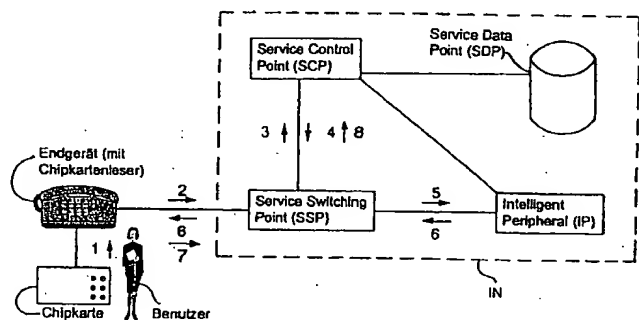 Service Control
Point (SCP)
Service Data
Point (SDP)
3
4
8
Endgerät (mit
Chipkartenleser)
2
Service Switching
Point (SSP)
5
Intelligent
Peripheral (IP)
6
7
6
1
IN
Chipkarte
Benutzer